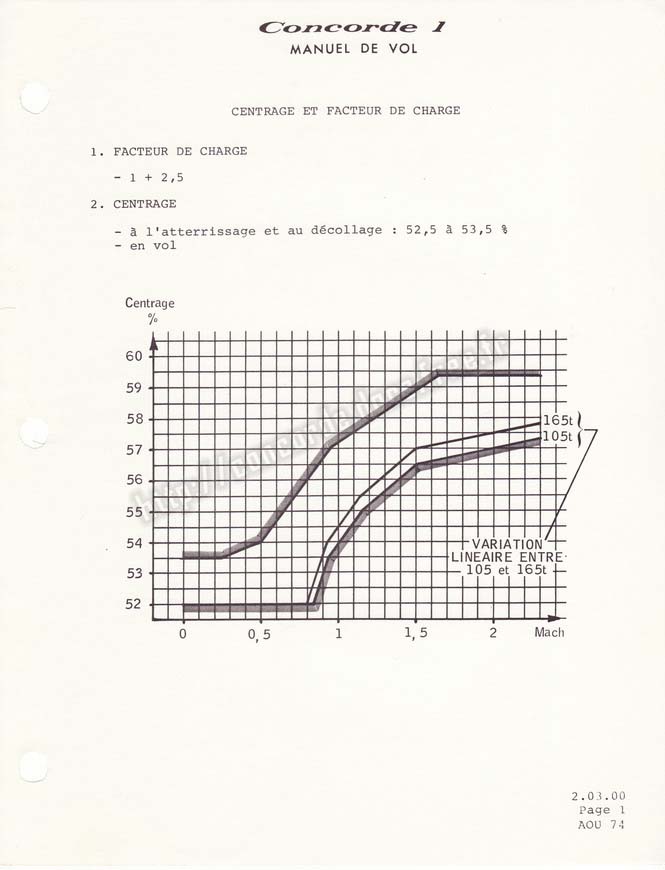 Concorde 1
MANUEL DE VOL
CENTRAGE ET FACTEUR DE CHARGE
1. FACTEUR DE CHARGE
- 1 + 2,5
2. CENTRAGE
- à l'atterrissage et au décollage : 52,5 à 53,5 %
- en vol
Centrage
%
60
59
58
57
56
55
54
53
52
165t
105t
VARIATION
LINEAIRE ENTRE
105 et 165t
0
0,5
1
1,5
2
Mach
2.03.00
Page 1
AOU 74